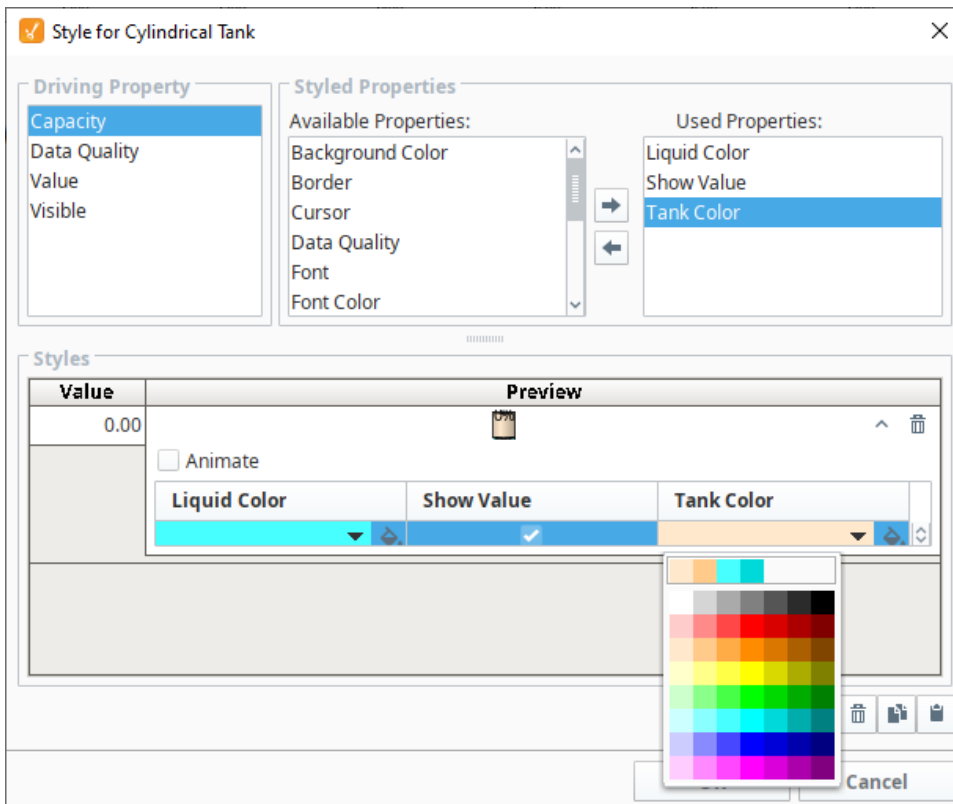 Style for Cylindrical Tank
Driving Property
Capacity
Data Quality
Value
Visible
Styled Properties
Available Properties:
Background Color
Border
Cursor
Data Quality
Font
Font Color
Used Properties:
Liquid Color
Show Value
Tank Color
Styles
Value Preview
0.00
Animate
Liquid Color Show Value Tank Color
Cancel